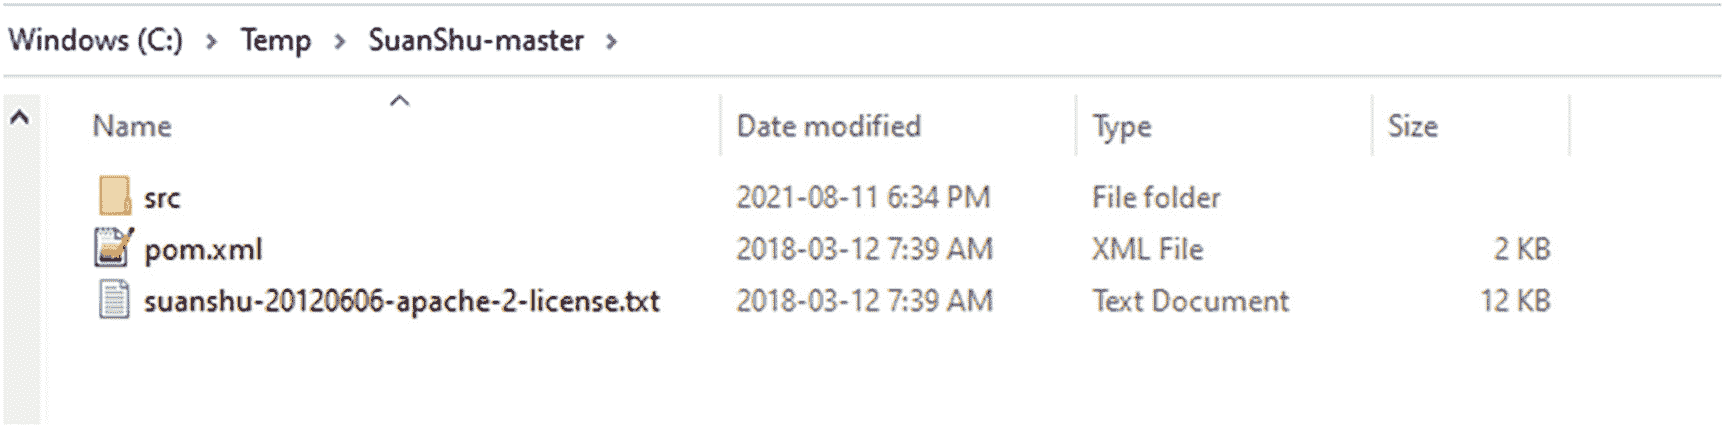 Windows (C:) > Temp > SuanShu-master >
Name Date modified Type Size
src 2021-08-11 6:34 PM File folder
pom.xml 2018-03-12 7:39 AM XML File 2 KB
suanshu-20120606-apache-2-license.txt 2018-03-12 7:39 AM Text Document 12 KB